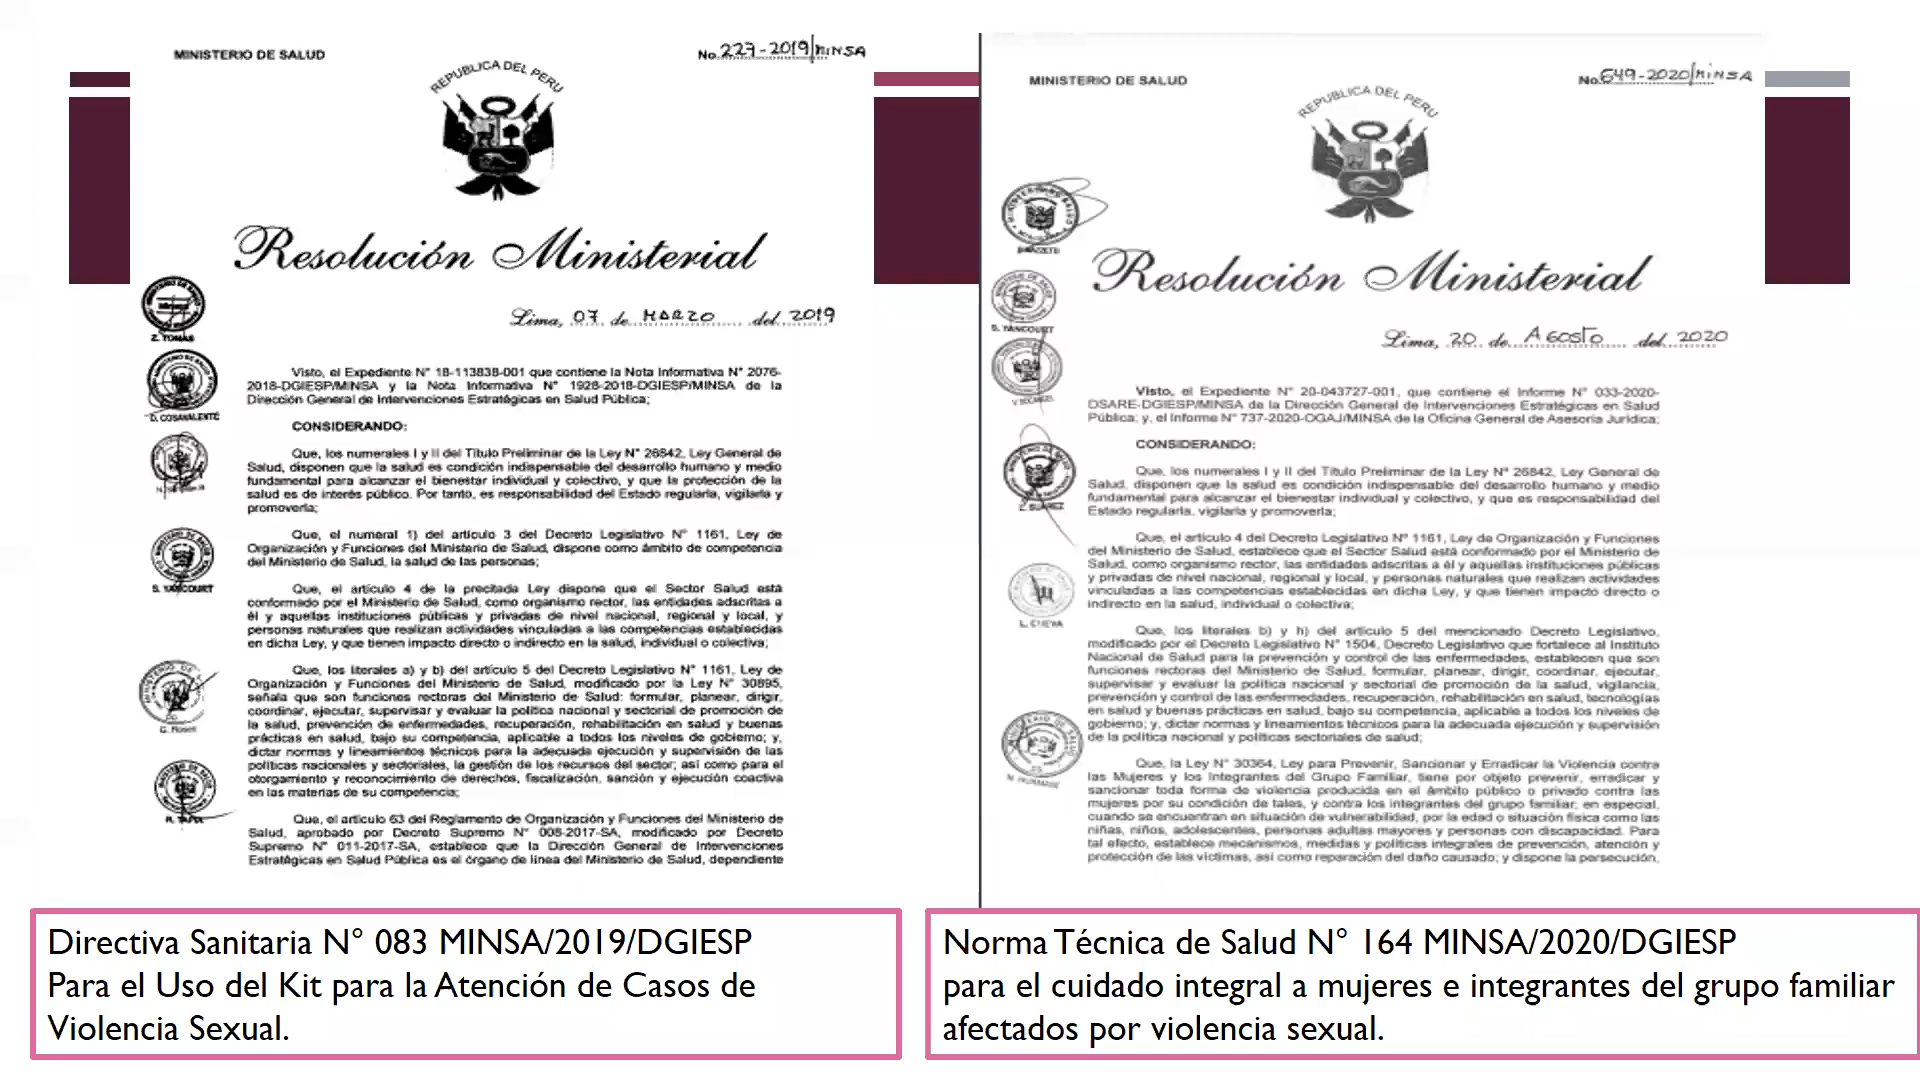 MINISTERIO DE SALUD
No. 227-2019/MINSA
REPUBLICA DEL PERU
Resolución Ministerial
Lima, 07 de MARZO del 2019
Z. TOMAS
S. YANCOURT
G. Rosell
R. TAPIA
Visto, el Expediente N° 18-113838-001 que contiene la Nota Informativa N° 2076-
2018-DGIESP/MINSA y la Nota Informativa N° 1928-2018-DGIESP/MINSA de la
Dirección General de Intervenciones Estratégicas en Salud Pública;
CONSIDERANDO:
Que, los numerales I y II del Título Preliminar de la Ley N° 26842, Ley General de
Salud, disponen que la salud es condición indispensable del desarrollo humano y medio
fundamental para alcanzar el bienestar individual y colectivo, y que la protección de la
salud es de interés público. Por tanto, es responsabilidad del Estado regularla, vigilarla y
promoverla;
Que, el numeral 1) del artículo 3 del Decreto Legislativo N° 1161, Ley de
Organización y Funciones del Ministerio de Salud, dispone como ámbito de competencia
del Ministerio de Salud, la salud de las personas;
Que, el artículo 4 de la precitada Ley dispone que el Sector Salud está
conformado por el Ministerio de Salud, como organismo rector, las entidades adscritas a
él y aquellas instituciones públicas y privadas de nivel nacional, regional y local, y
personas naturales que realizan actividades vinculadas a las competencias establecidas
en dicha Ley, y que tienen impacto directo o indirecto en la salud, individual o colectiva;
Que, los literales a) y b) del artículo 5 del Decreto Legislativo N° 1161, Ley de
Organización y Funciones del Ministerio de Salud, modificado por la Ley N° 30895,
señala que son funciones rectoras del Ministerio de Salud: formular, planear, dirigir,
coordinar, ejecutar, supervisar y evaluar la política nacional y sectorial de promoción de
la salud, prevención de enfermedades, recuperación, rehabilitación en salud y buenas
prácticas en salud, bajo su competencia, aplicable a todos los niveles de gobierno; y,
dictar normas y lineamientos técnicos para la adecuada ejecución y supervisión de las
políticas nacionales y sectoriales, la gestión de los recursos del sector; así como para el
otorgamiento y reconocimiento de derechos, fiscalización, sanción y ejecución coactiva
en las materias de su competencia;
Que, el artículo 63 del Reglamento de Organización y Funciones del Ministerio de
Salud, aprobado por Decreto Supremo N° 008-2017-SA, modificado por Decreto
Supremo N° 011-2017-SA, establece que la Dirección General de Intervenciones
Estratégicas en Salud Pública es el órgano de línea del Ministerio de Salud, dependiente
Directiva Sanitaria N° 083 MINSA/2019/DGIESP
Para el Uso del Kit para la Atención de Casos de
Violencia Sexual.
MINISTERIO DE SALUD
No. 649-2020/MINSA
REPUBLICA DEL PERU
Resolución Ministerial
Lima, 20 de AGOSTO del 2020
S. YANCOURT
L. CUEVA
Visto, el Expediente N° 20-043727-001, que contiene el Informe N° 033-2020-
DSARE-DGIESP/MINSA de la Dirección General de Intervenciones Estratégicas en Salud
Pública; y, el Informe N° 737-2020-OGAJ/MINSA de la Oficina General de Asesoría Jurídica;
CONSIDERANDO:
Que, los numerales I y II del Título Preliminar de la Ley N° 26842, Ley General de
Salud, disponen que la salud es condición indispensable del desarrollo humano y medio
fundamental para alcanzar el bienestar individual y colectivo, y que es responsabilidad del
Estado regularla, vigilarla y promoverla;
Que, el artículo 4 del Decreto Legislativo N° 1161, Ley de Organización y Funciones
del Ministerio de Salud, establece que el Sector Salud está conformado por el Ministerio de
Salud, como organismo rector, las entidades adscritas a él y aquellas instituciones públicas
y privadas de nivel nacional, regional y local, y personas naturales que realizan actividades
vinculadas a las competencias establecidas en dicha Ley, y que tienen impacto directo o
indirecto en la salud, individual o colectiva;
Que, los literales b) y h) del artículo 5 del mencionado Decreto Legislativo,
modificado por el Decreto Legislativo N° 1504, Decreto Legislativo que fortalece al Instituto
Nacional de Salud para la prevención y control de las enfermedades, establecen que son
funciones rectoras del Ministerio de Salud, formular, planear, dirigir, coordinar, ejecutar,
supervisar y evaluar la política nacional y sectorial de promoción de la salud, vigilancia,
prevención y control de las enfermedades, recuperación, rehabilitación en salud, tecnologías
en salud y buenas prácticas en salud, bajo su competencia, aplicable a todos los niveles de
gobierno; y, dictar normas y lineamientos técnicos para la adecuada ejecución y supervisión
de la política nacional y políticas sectoriales de salud;
Que, la Ley N° 30364, Ley para Prevenir, Sancionar y Erradicar la Violencia contra
las Mujeres y los Integrantes del Grupo Familiar, tiene por objeto prevenir, erradicar y
sancionar toda forma de violencia producida en el ámbito público o privado contra las
mujeres por su condición de tales, y contra los integrantes del grupo familiar; en especial,
cuando se encuentran en situación de vulnerabilidad, por la edad o situación física como las
niñas, niños, adolescentes, personas adultas mayores y personas con discapacidad. Para
tal efecto, establece mecanismos, medidas y políticas integrales de prevención, atención y
protección de las víctimas, así como reparación del daño causado; y dispone la persecución,
Norma Técnica de Salud N° 164 MINSA/2020/DGIESP
para el cuidado integral a mujeres e integrantes del grupo familiar
afectados por violencia sexual.